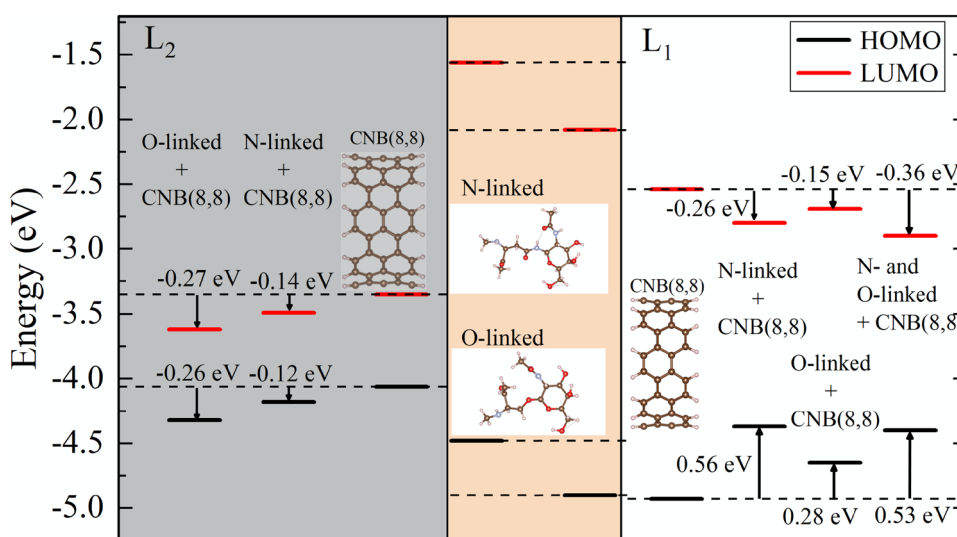 Energy (eV)
-1.5
-2.0
-2.5
-3.0
-3.5
-4.0
-4.5
-5.0
L2
O-linked
+
CNB(8,8)
N-linked
+
CNB(8,8)
CNB(8,8)
-0.27 eV
-0.14 eV
-0.26 eV
-0.12 eV
N-linked
O-linked
L1
HOMO
LUMO
-0.26 eV
-0.15 eV
-0.36 eV
CNB(8,8)
N-linked
+
CNB(8,8)
O-linked
+
CNB(8,8)
N- and
O-linked
+ CNB(8,8)
0.56 eV
0.28 eV
0.53 eV